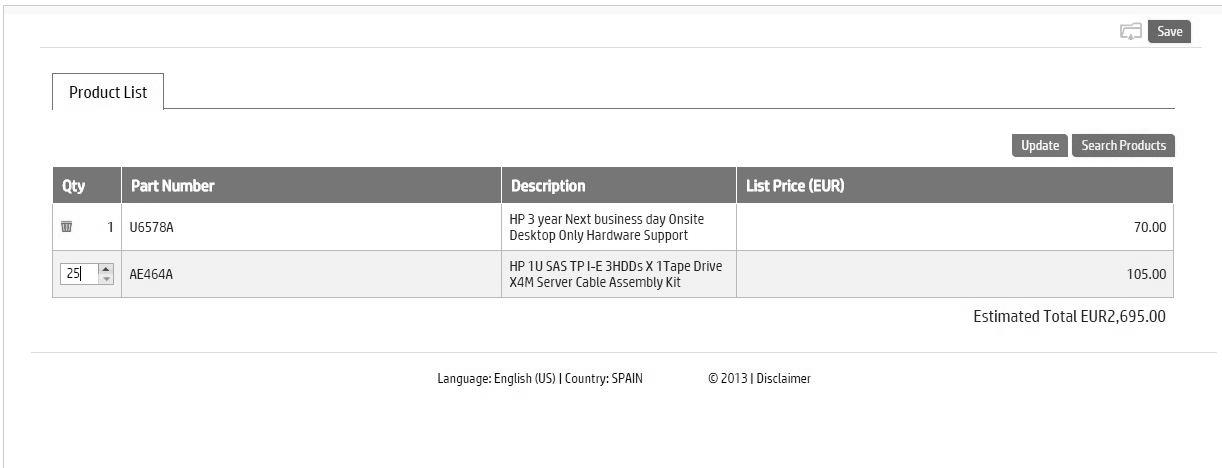 Save
Product List
Update Search Products
Qty Part Number Description List Price (EUR)
1 U6578A HP 3 year Next business day Onsite 70.00
Desktop Only Hardware Support
25 AE464A HP 1U SAS TP I-E 3HDDs X 1Tape Drive 105.00
X4M Server Cable Assembly Kit
Estimated Total EUR2,695.00
Language: English (US) | Country: SPAIN © 2013 | Disclaimer